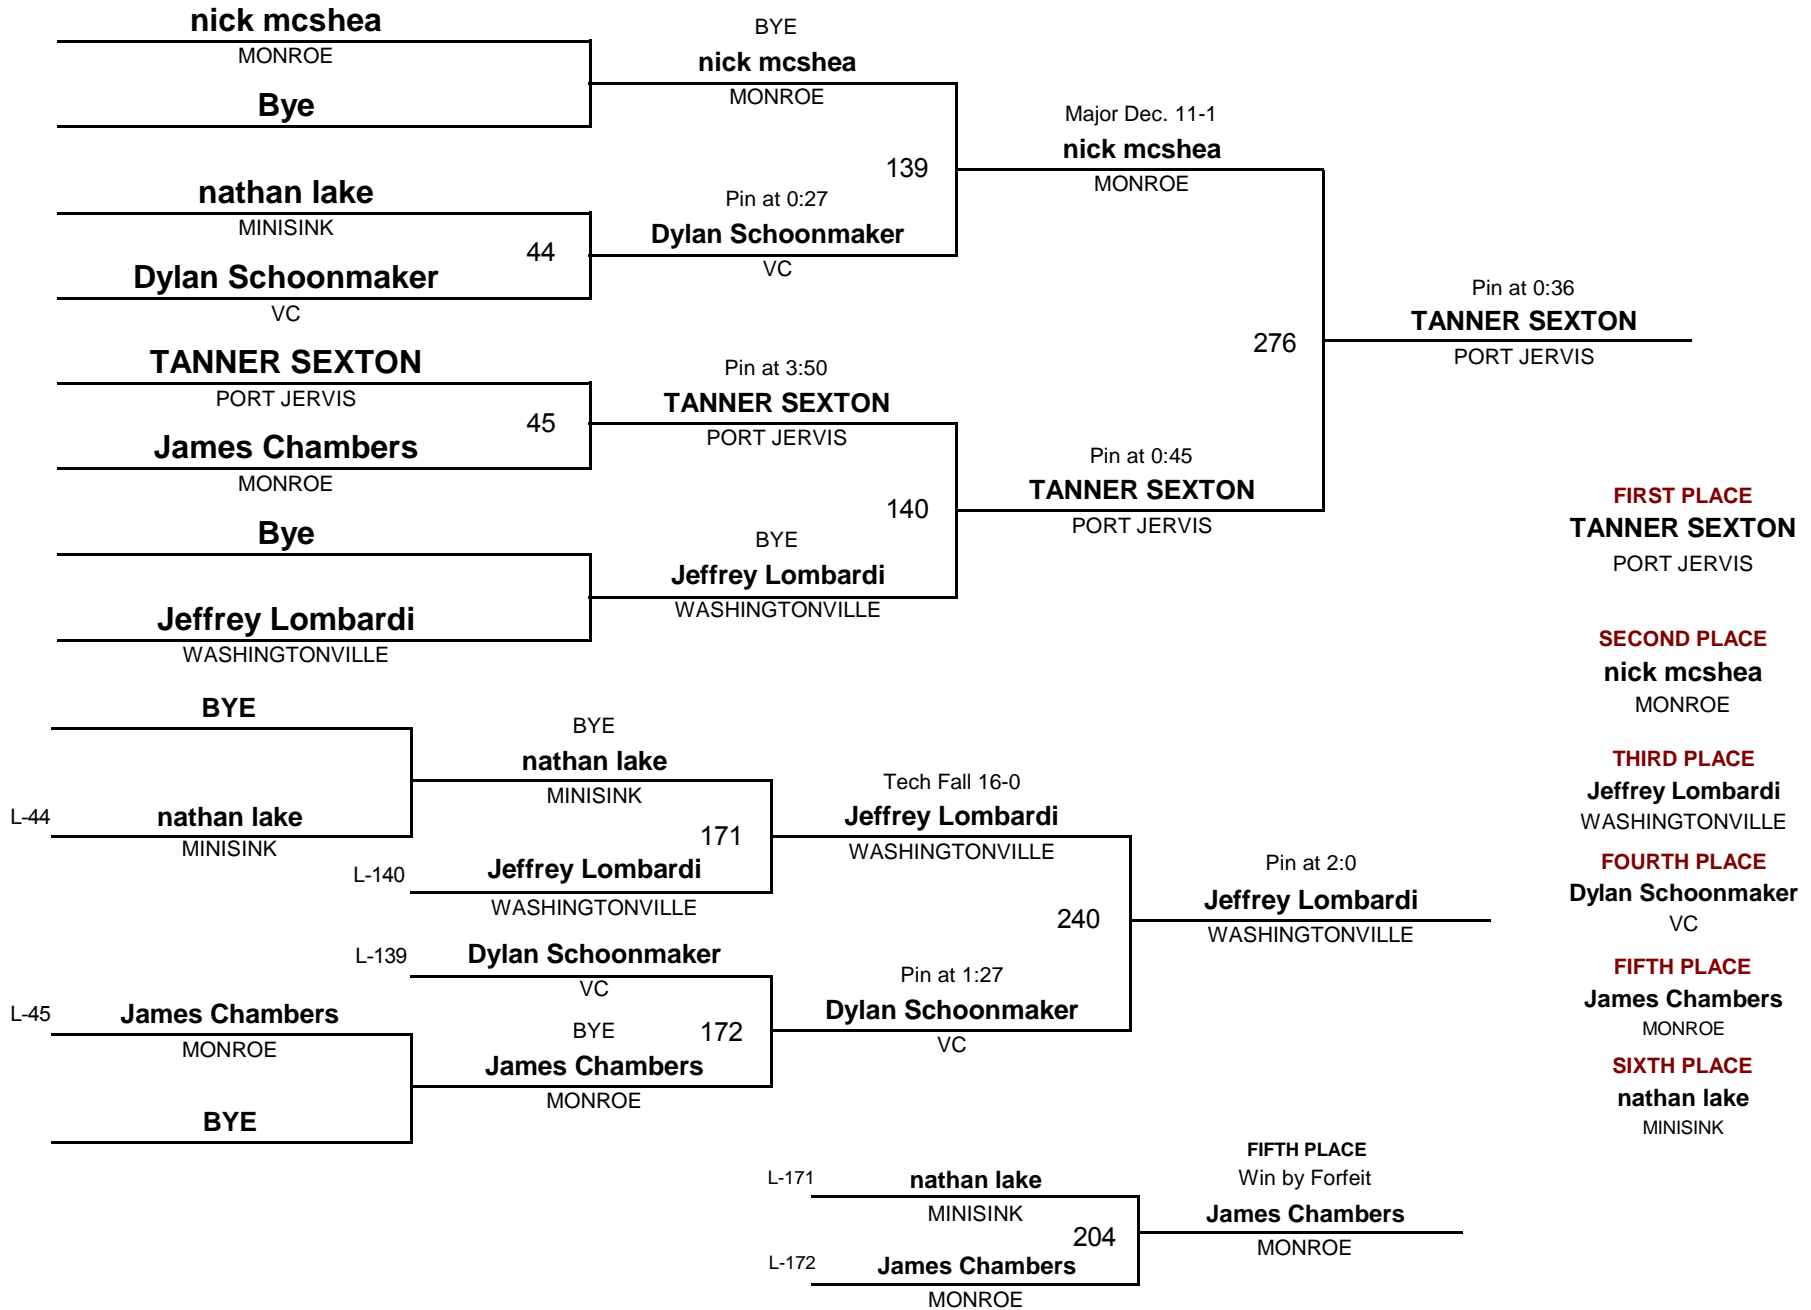 nick mcshea
MONROE
Bye
nathan lake
MINISINK
44
Dylan Schoonmaker
VC
TANNER SEXTON
PORT JERVIS
45
James Chambers
MONROE
Bye
Jeffrey Lombardi
WASHINGTONVILLE
BYE
nick mcshea
MONROE
139
Pin at 0:27
Dylan Schoonmaker
VC
Pin at 3:50
TANNER SEXTON
PORT JERVIS
140
BYE
Jeffrey Lombardi
WASHINGTONVILLE
Major Dec. 11-1
nick mcshea
MONROE
276
Pin at 0:45
TANNER SEXTON
PORT JERVIS
Pin at 0:36
TANNER SEXTON
PORT JERVIS
BYE
L-44
nathan lake
MINISINK
L-45
James Chambers
MONROE
BYE
BYE
nathan lake
MINISINK
171
L-140
Jeffrey Lombardi
WASHINGTONVILLE
L-139
Dylan Schoonmaker
VC
172
BYE
James Chambers
MONROE
Tech Fall 16-0
Jeffrey Lombardi
WASHINGTONVILLE
240
Pin at 1:27
Dylan Schoonmaker
VC
Pin at 2:0
Jeffrey Lombardi
WASHINGTONVILLE
L-171
nathan lake
MINISINK
204
L-172
James Chambers
MONROE
FIFTH PLACE
Win by Forfeit
James Chambers
MONROE
FIRST PLACE
TANNER SEXTON
PORT JERVIS
SECOND PLACE
nick mcshea
MONROE
THIRD PLACE
Jeffrey Lombardi
WASHINGTONVILLE
FOURTH PLACE
Dylan Schoonmaker
VC
FIFTH PLACE
James Chambers
MONROE
SIXTH PLACE
nathan lake
MINISINK